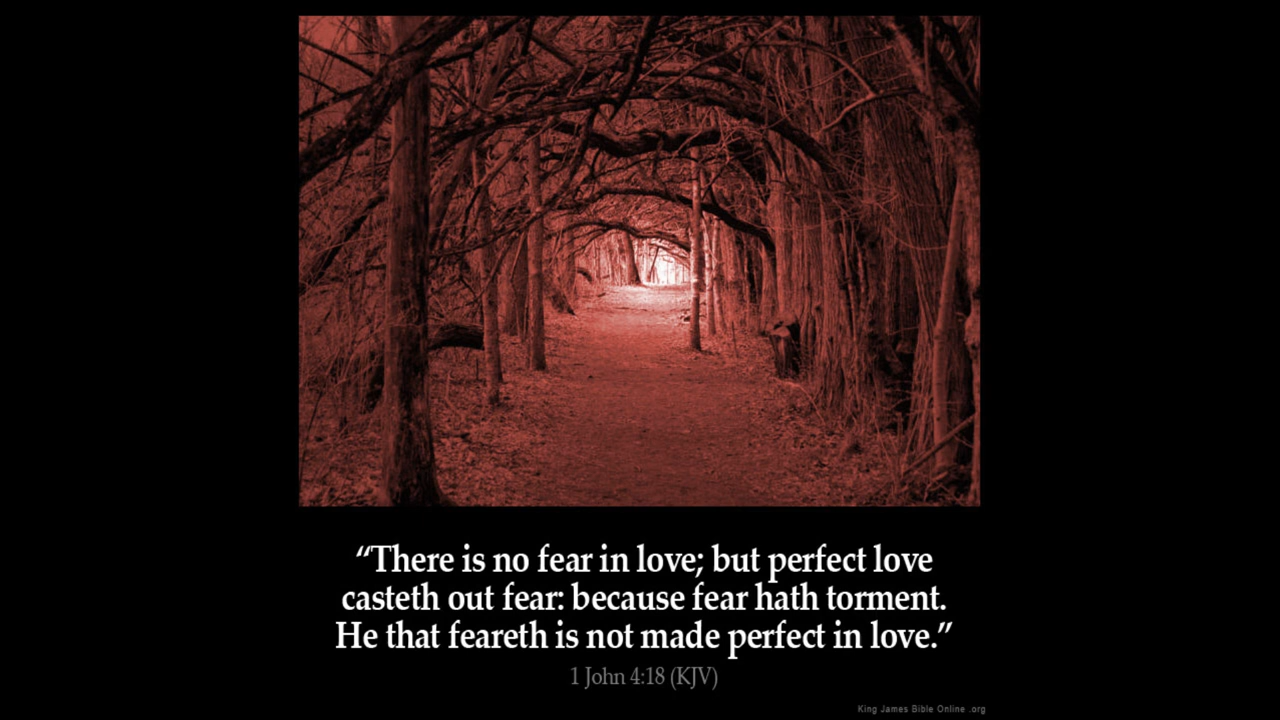 “There is no fear in love; but perfect love
casteth out fear: because fear hath torment.
He that feareth is not made perfect in love.”
1 John 4:18 (KJV)
King James Bible Online .org